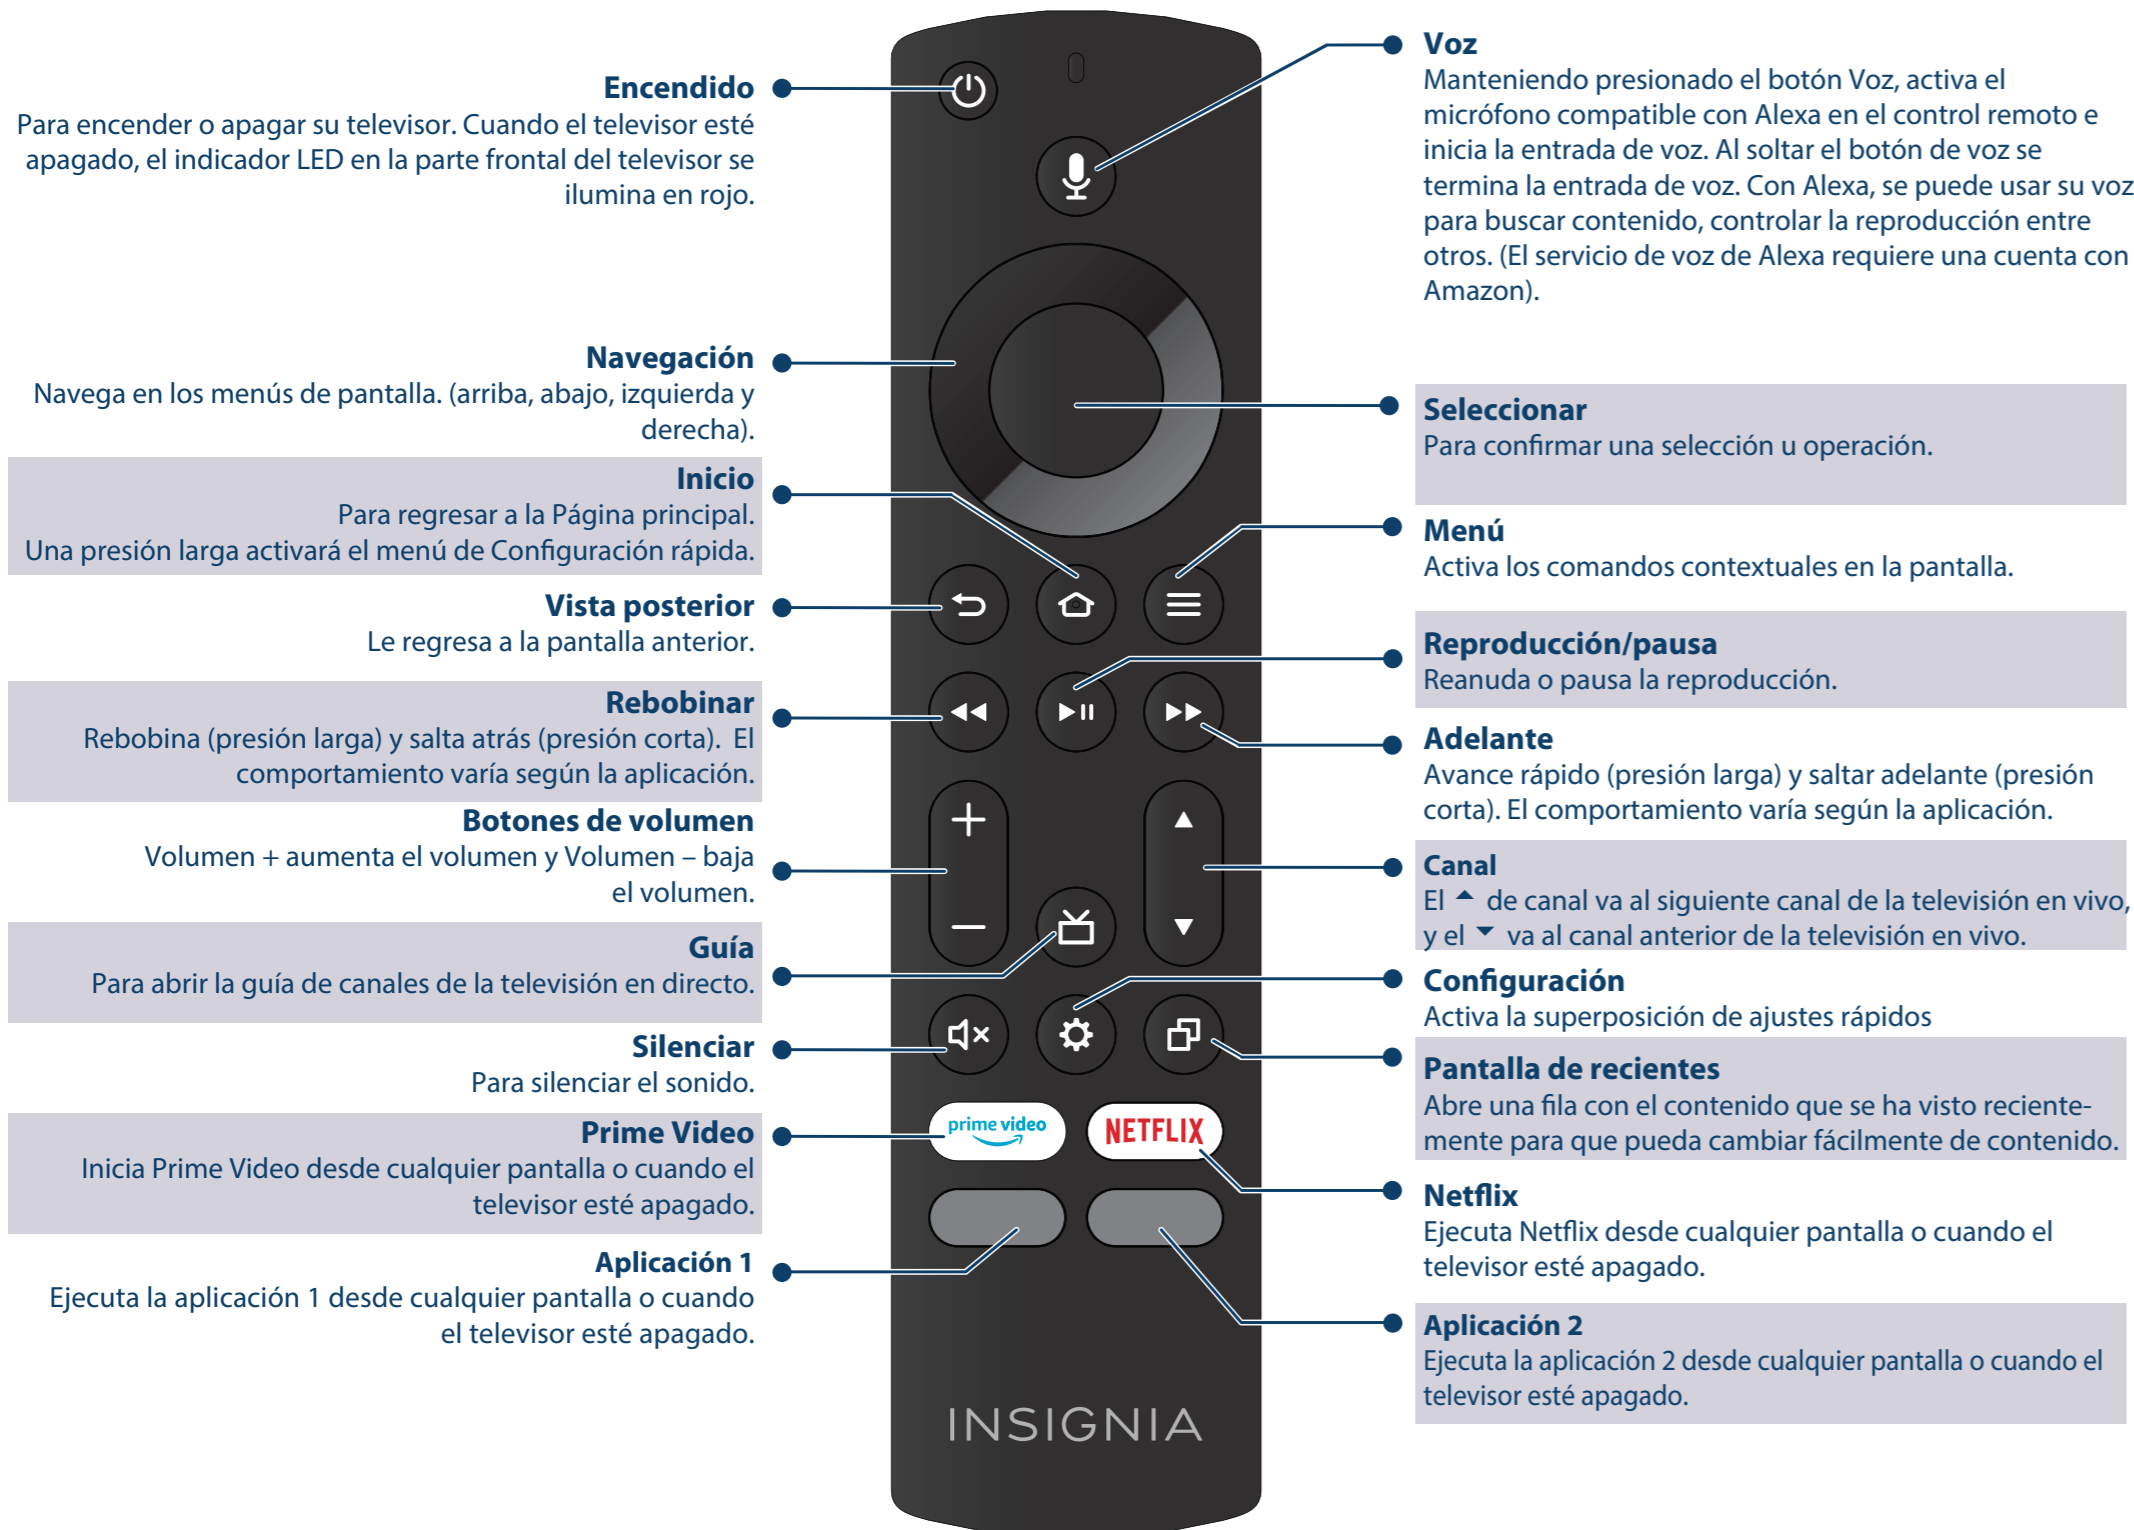 Encendido
Para encender o apagar su televisor. Cuando el televisor esté
apagado, el indicador LED en la parte frontal del televisor se
ilumina en rojo.
Navegación
Navega en los menús de pantalla. (arriba, abajo, izquierda y
derecha).
Inicio
Para regresar a la Página principal.
Una presión larga activará el menú de Configuración rápida.
Vista posterior
Le regresa a la pantalla anterior.
Rebobinar
Rebobina (presión larga) y salta atrás (presión corta). El
comportamiento varía según la aplicación.
Botones de volumen
Volumen + aumenta el volumen y Volumen – baja
el volumen.
Guía
Para abrir la guía de canales de la televisión en directo.
Silenciar
Para silenciar el sonido.
Prime Video
Inicia Prime Video desde cualquier pantalla o cuando el
televisor esté apagado.
Aplicación 1
Ejecuta la aplicación 1 desde cualquier pantalla o cuando
el televisor esté apagado.
prime video
NETFLIX
INSIGNIA
Voz
Manteniendo presionado el botón Voz, activa el
micrófono compatible con Alexa en el control remoto e
inicia la entrada de voz. Al soltar el botón de voz se
termina la entrada de voz. Con Alexa, se puede usar su voz
para buscar contenido, controlar la reproducción entre
otros. (El servicio de voz de Alexa requiere una cuenta con
Amazon).
Seleccionar
Para confirmar una selección u operación.
Menú
Activa los comandos contextuales en la pantalla.
Reproducción/pausa
Reanuda o pausa la reproducción.
Adelante
Avance rápido (presión larga) y saltar adelante (presión
corta). El comportamiento varía según la aplicación.
Canal
El ▲ de canal va al siguiente canal de la televisión en vivo,
y el ▼ va al canal anterior de la televisión en vivo.
Configuración
Activa la superposición de ajustes rápidos
Pantalla de recientes
Abre una fila con el contenido que se ha visto reciente-
mente para que pueda cambiar fácilmente de contenido.
Netflix
Ejecuta Netflix desde cualquier pantalla o cuando el
televisor esté apagado.
Aplicación 2
Ejecuta la aplicación 2 desde cualquier pantalla o cuando el
televisor esté apagado.